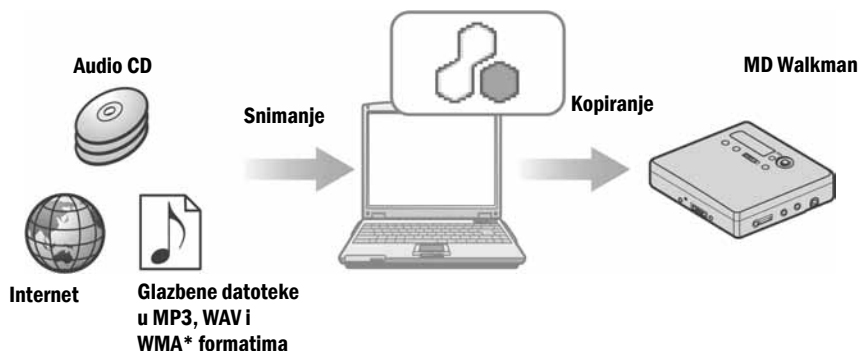 Audio CD
MD Walkman
Snimanje
Kopiranje
Internet
Glazbene datoteke
u MP3, WAV i
WMA* formatima